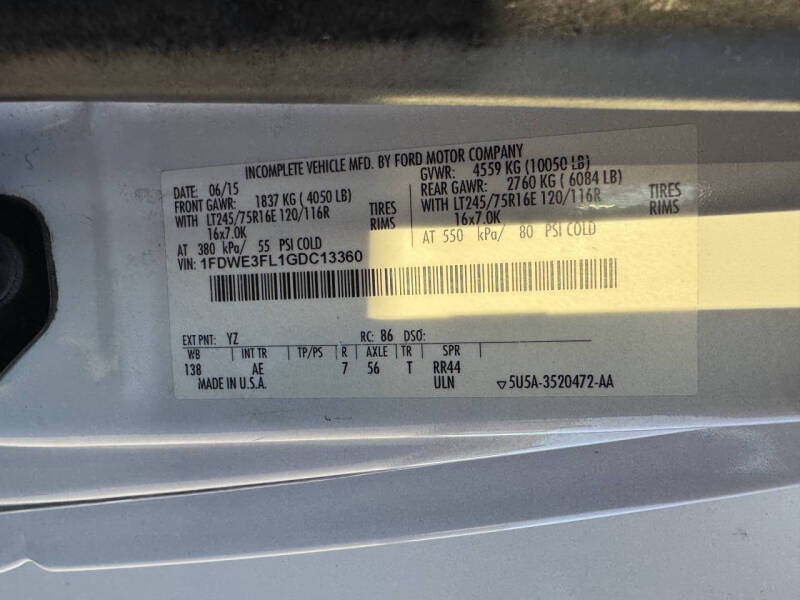 INCOMPLETE VEHICLE MFD. BY FORD MOTOR COMPANY
DATE: 06/15 GVWR: 4559 KG (10050 LB)
FRONT GAWR: 1837 KG ( 4050 LB) REAR GAWR: 2760 KG ( 6084 LB)
WITH LT245/75R16E 120/116R TIRES WITH LT245/75R16E 120/116R TIRES
16x7.0K RIMS 16x7.0K RIMS
AT 380 kPa/ 55 PSI COLD AT 550 kPa/ 80 PSI COLD
VIN: 1FDWE3FL1GDC13360
EXT PNT: YZ RC: 86 DSO:
WB INT TR TP/PS R AXLE TR SPR
138 AE 7 56 T RR44
MADE IN U.S.A. ULN ▽5U5A-3520472-AA